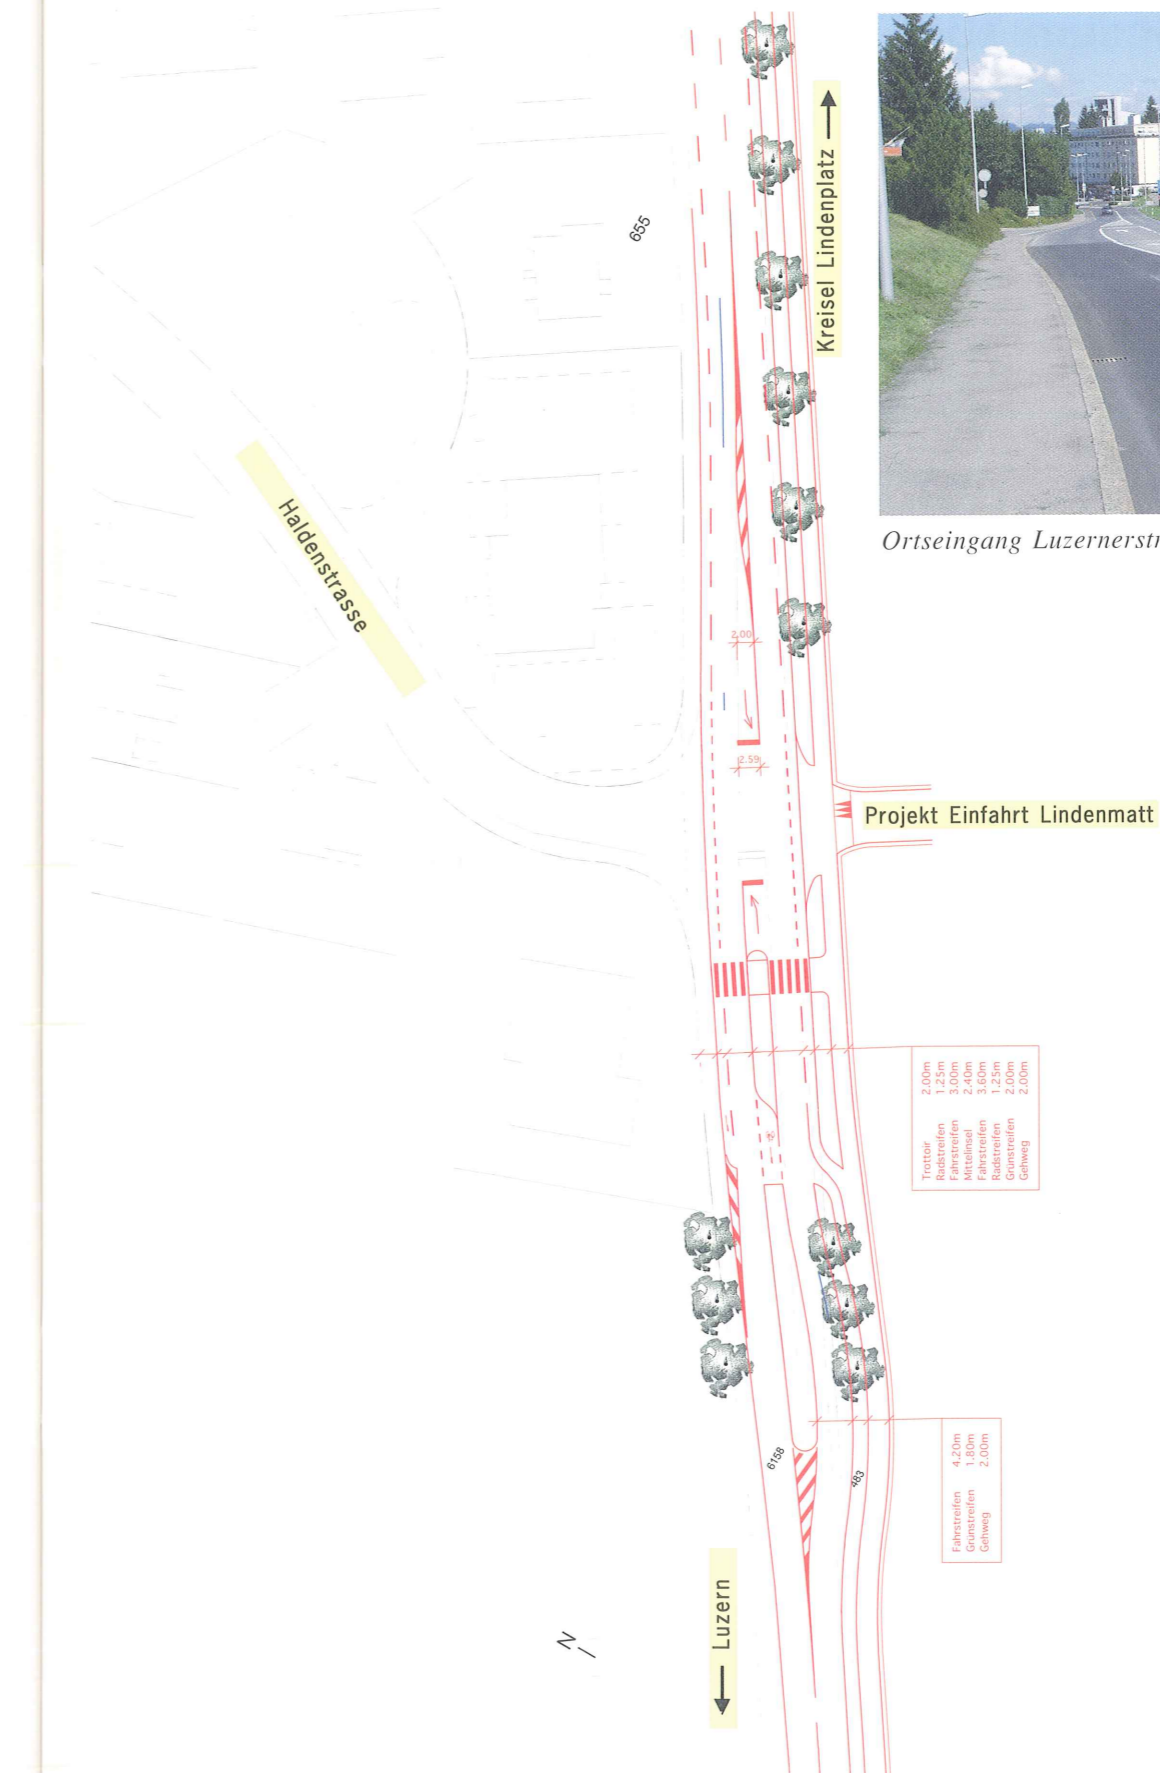 655
Kreisel Lindenplatz
Ortseingang Luzernerstr
Haldenstrasse
2.00
2.59
Projekt Einfahrt Lindenmatt
Trottoir 2.00m
Radstreifen 1.25m
Fahrstreifen 3.00m
Mittelinsel 2.40m
Fahrstreifen 3.60m
Radstreifen 1.25m
Grünstreifen 2.00m
Gehweg 2.00m
6158
483
Fahrstreifen 4.20m
Grünstreifen 1.80m
Gehweg 2.00m
Luzern
N